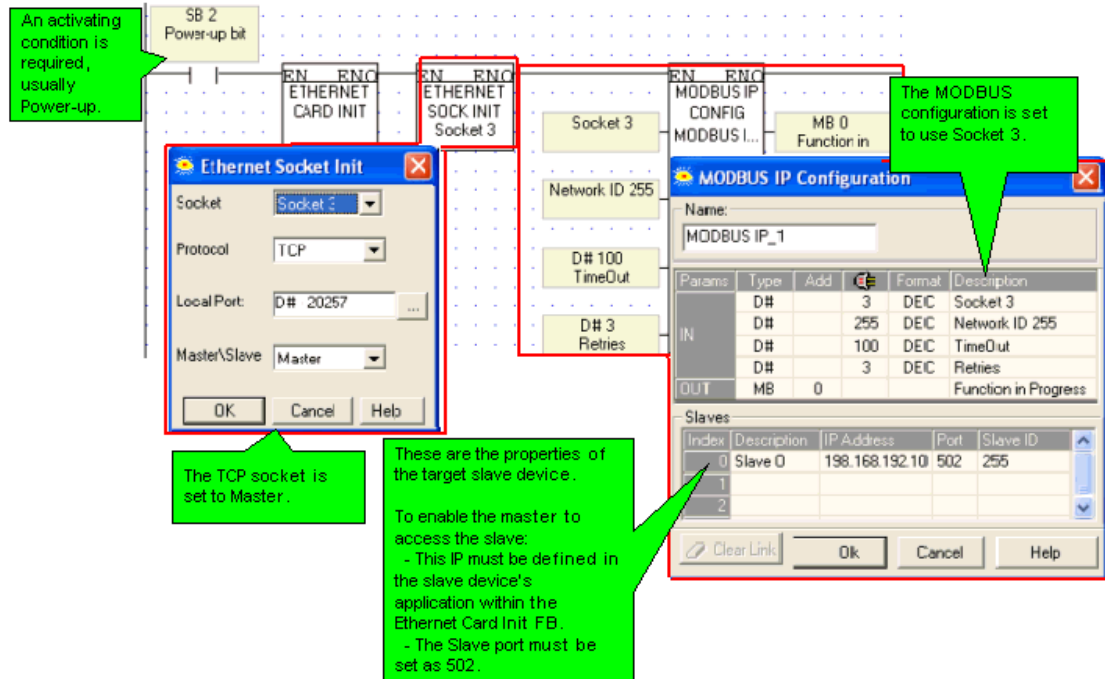 An activating
condition is
required,
usually
Power-up.
SB 2
Power-up bit
EN ENO
ETHERNET
CARD INIT
EN ENO
ETHERNET
SOCK INIT
Socket 3
EN ENO
MODBUS IP
CONFIG
MODBUS I...
Socket 3
Network ID 255
D# 100
TimeOut
D# 3
Retries
MB 0
Function in
The MODBUS
configuration is set
to use Socket 3.
Ethernet Socket Init
Socket Socket 3
Protocol TCP
Local Port: D# 20257 ...
Master\Slave Master
OK Cancel Help
The TCP socket is
set to Master.
MODBUS IP Configuration
Name:
MODBUS IP_1
Params Type Add Format Description
IN
D# 3 DEC Socket 3
D# 255 DEC Network ID 255
D# 100 DEC TimeOut
D# 3 DEC Retries
OUT MB 0 Function in Progress
Slaves
Index Description IP Address Port Slave ID
0 Slave 0 198.168.192.10 502 255
1
2
Clear Link Ok Cancel Help
These are the properties of
the target slave device.
To enable the master to
access the slave:
- This IP must be defined in
the slave device's
application within the
Ethernet Card Init FB.
- The Slave port must be
set as 502.